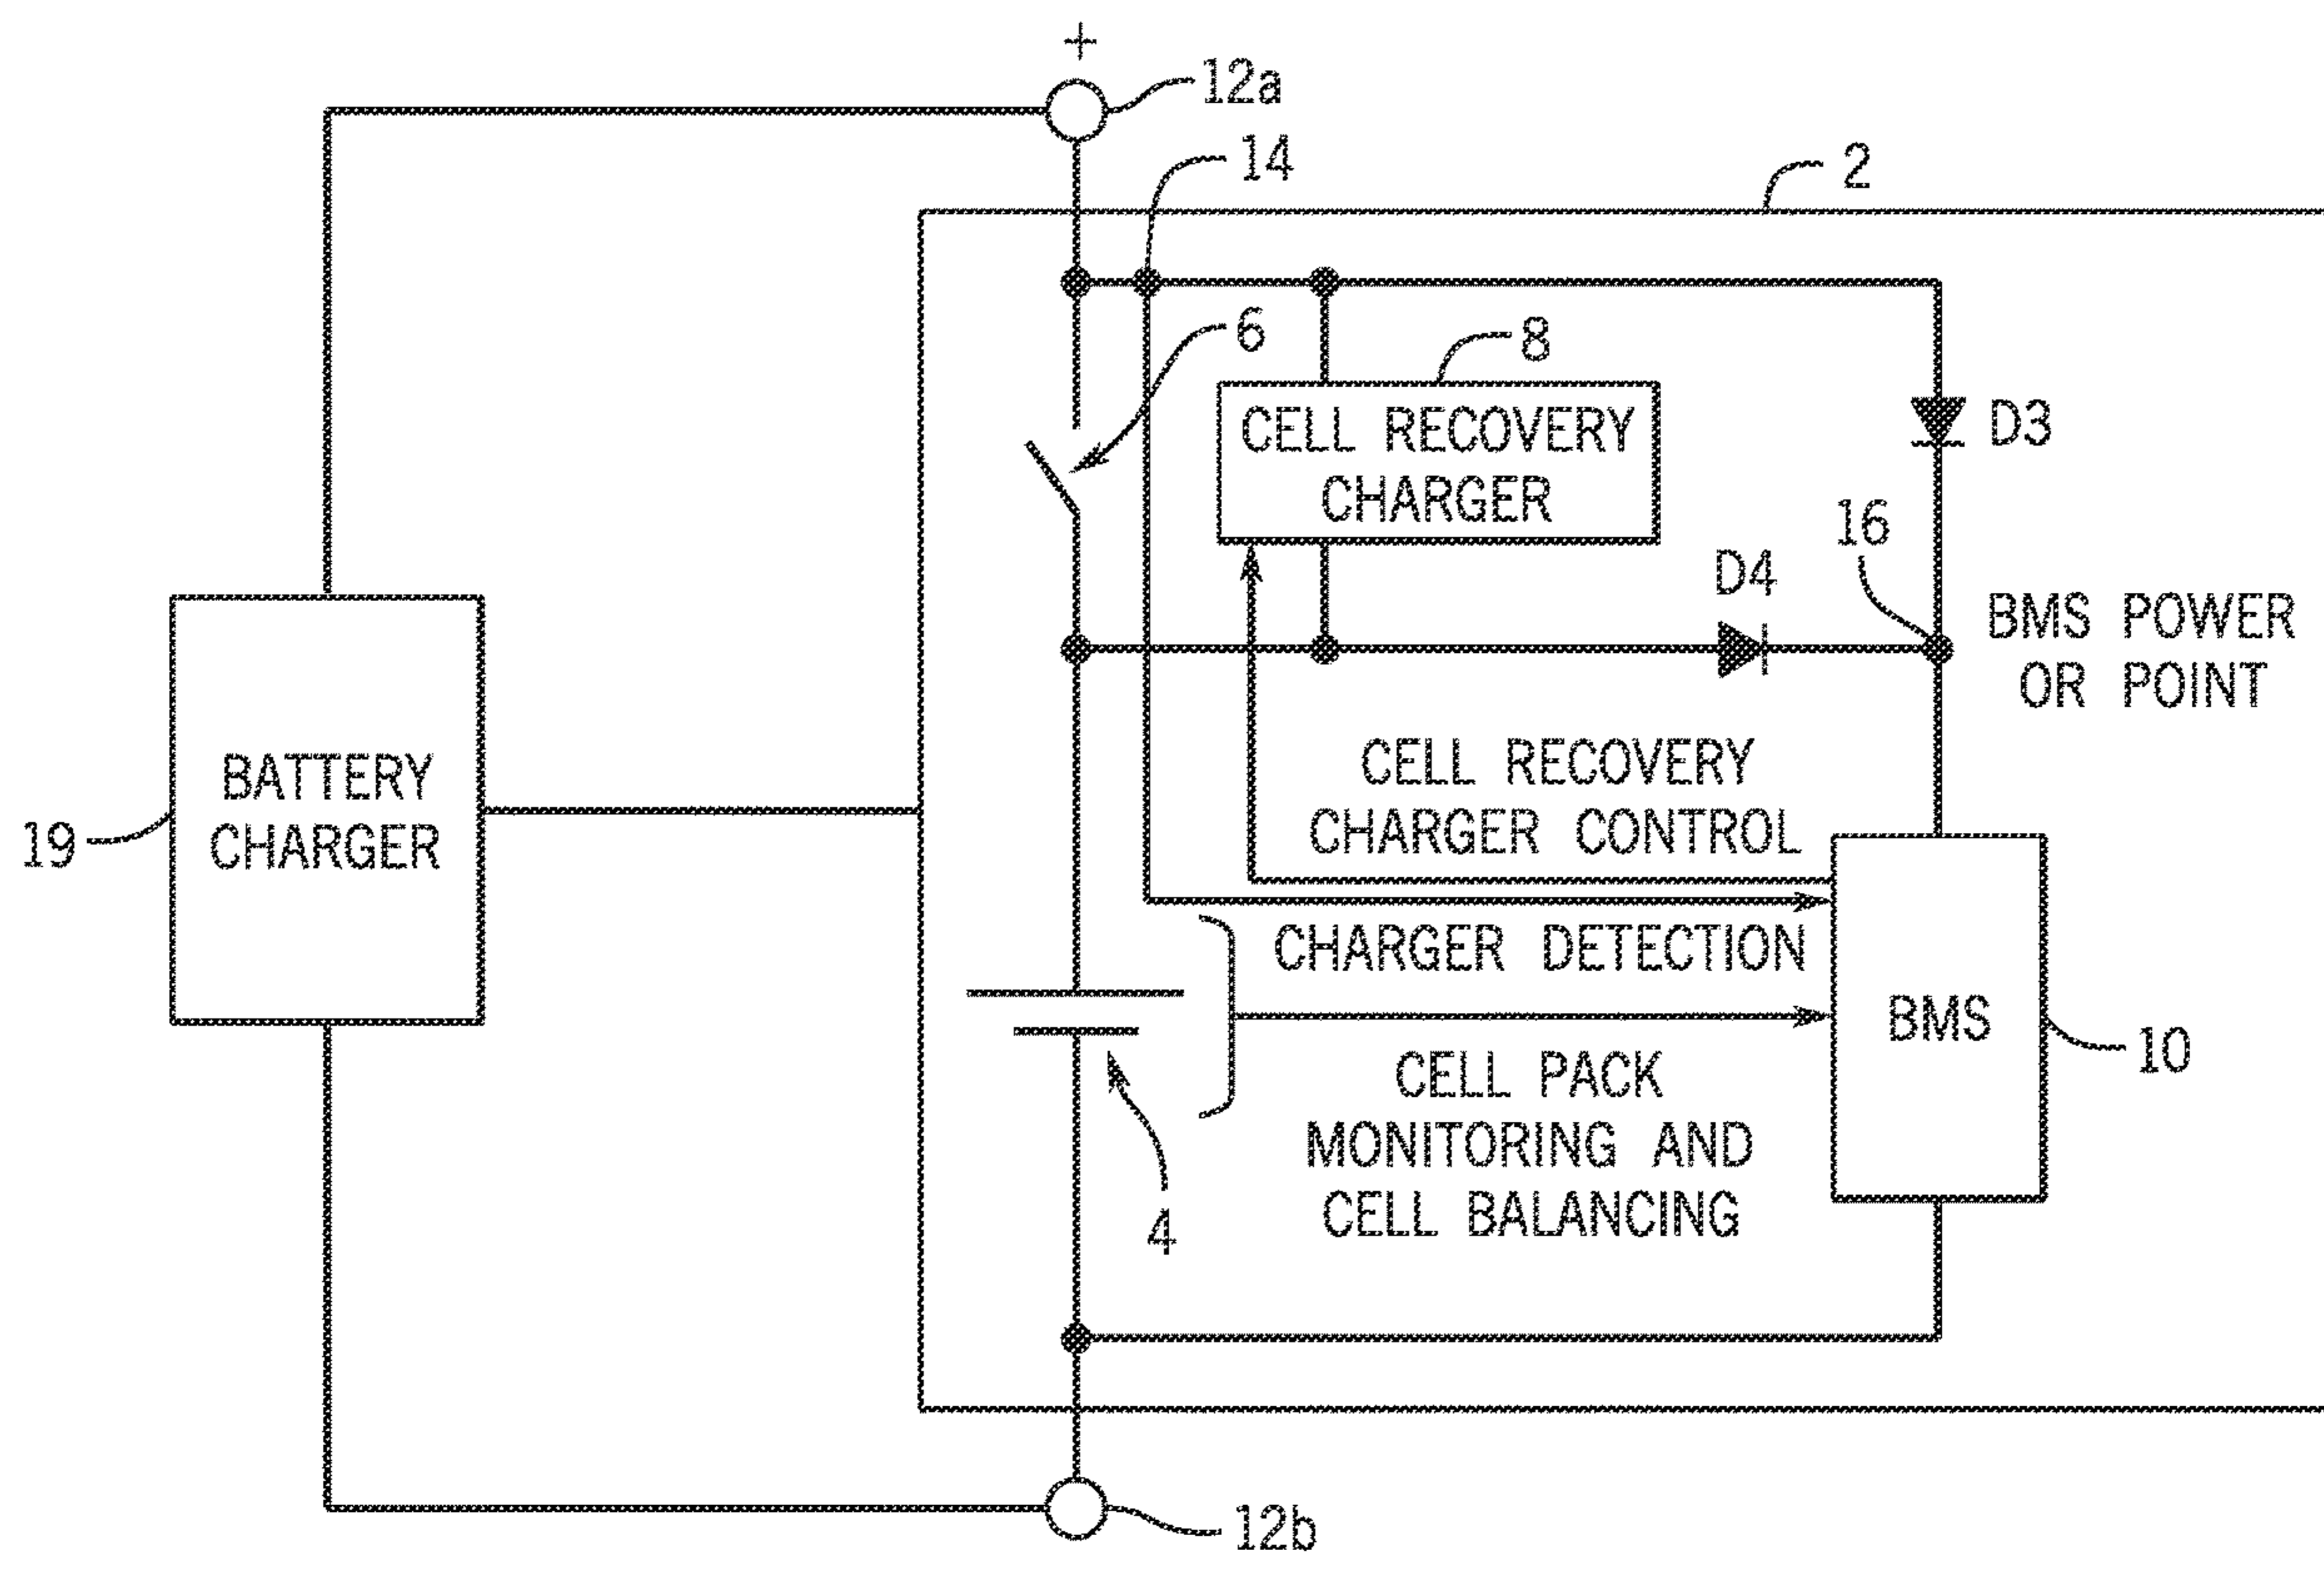 +
12a
14
2
6
8
CELL RECOVERY
CHARGER
D3
16
D4
BMS POWER
OR POINT
BATTERY
CHARGER
19
CELL RECOVERY
CHARGER CONTROL
CHARGER DETECTION
BMS
10
CELL PACK
MONITORING AND
CELL BALANCING
4
12b